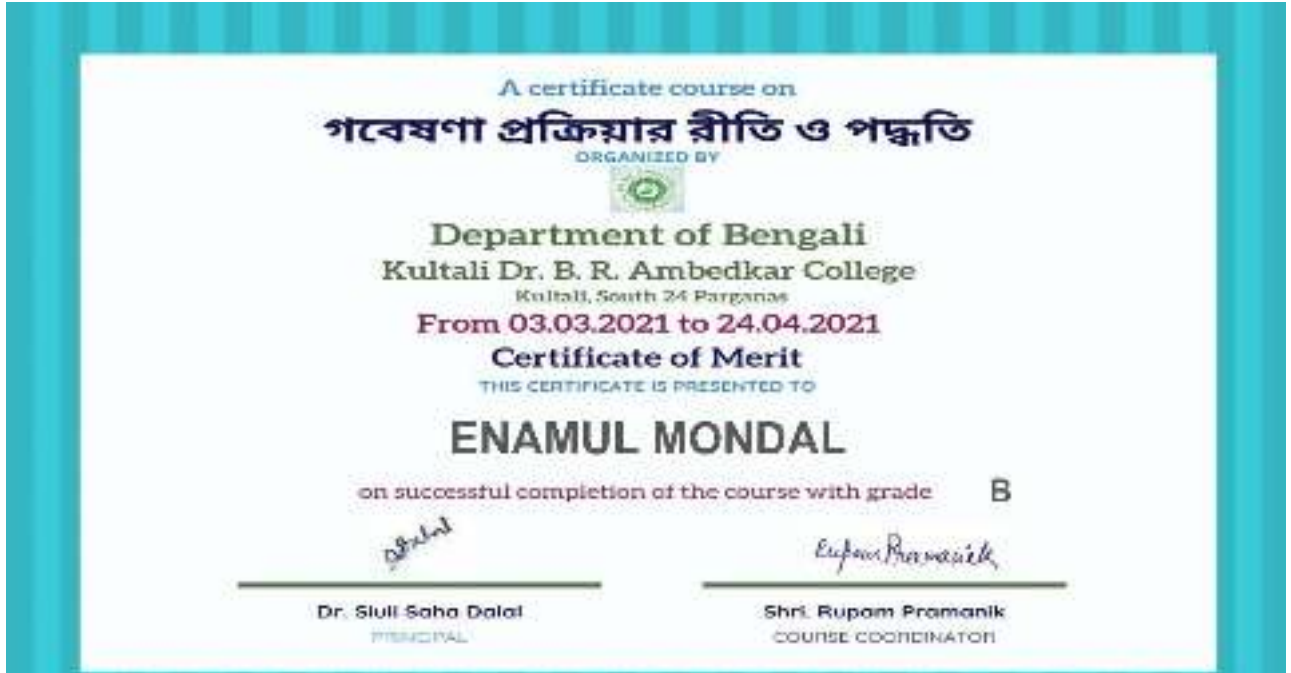 A certificate course on
গবেষণা প্রক্রিয়ার রীতি ও পদ্ধতি
ORGANIZED BY
Department of Bengali
Kultali Dr. B. R. Ambedkar College
Kultali, South 24 Parganas
From 03.03.2021 to 24.04.2021
Certificate of Merit
THIS CERTIFICATE IS PRESENTED TO
ENAMUL MONDAL
on successful completion of the course with grade B
Rupam Pramanik
Dr. Siuli Saha Dalal
Shri. Rupam Pramanik
PRINCIPAL
COURSE COORDINATOR